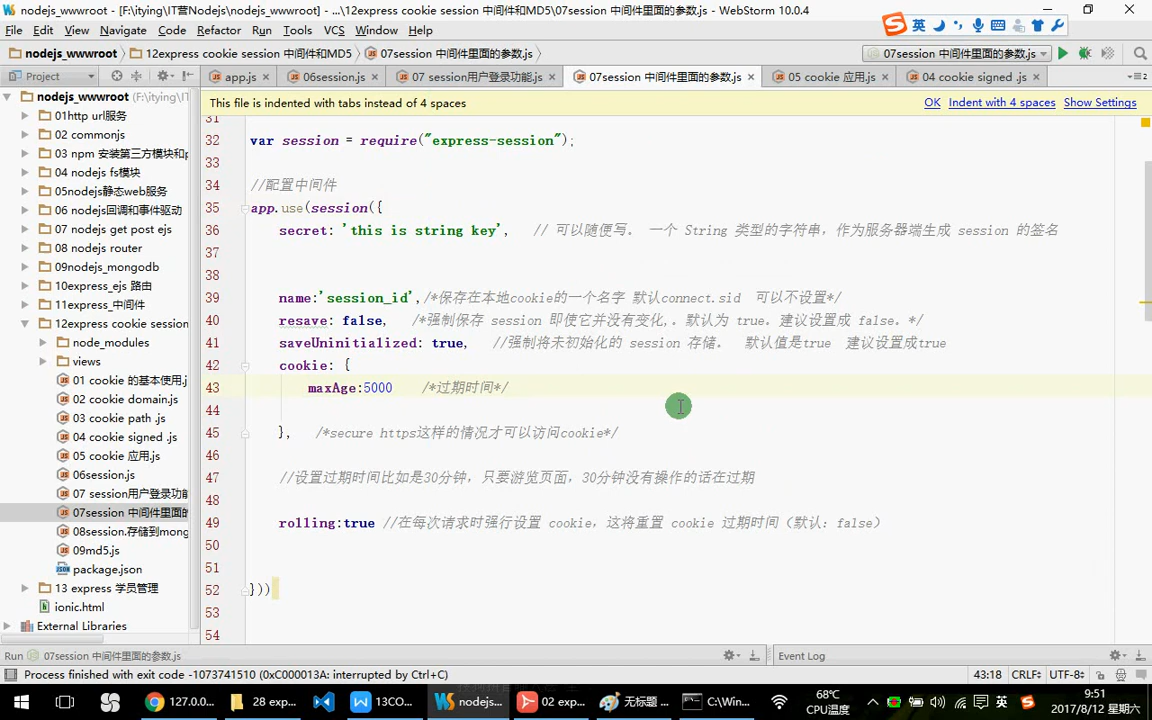 nodejs_wwwroot - [F:\itying\IT营Nodejs\nodejs_wwwroot] - ...\12express cookie session 中间件和MD5\07session 中间件里面的参数.js - WebStorm 10.0.4
英
File Edit View Navigate Code Refactor Run Tools VCS Window Help
nodejs_wwwroot 12express cookie session 中间件和MD5 07session 中间件里面的参数.js
07session 中间件里面的参数.js
Project
app.js 06session.js 07 session用户登录功能.js 07session 中间件里面的参数.js 05 cookie 应用.js 04 cookie signed .js
This file is indented with tabs instead of 4 spaces OK Indent with 4 spaces Show Settings
nodejs_wwwroot (F:\itying\IT
01http url服务
02 commonjs
03 npm 安装第三方模块和p
04 nodejs fs模块
05nodejs静态web服务
06 nodejs回调和事件驱动
07 nodejs get post ejs
08 nodejs router
09nodejs_mongodb
10express_ejs 路由
11express_中间件
12express cookie session
node_modules
views
01 cookie 的基本使用.j
02 cookie domain.js
03 cookie path .js
04 cookie signed .js
05 cookie 应用.js
06session.js
07 session用户登录功能
07session 中间件里面的
08session.存储到mong
09md5.js
package.json
13 express 学员管理
ionic.html
External Libraries
31
32 var session = require("express-session");
33
34 //配置中间件
35 app.use(session({
36 secret: 'this is string key', // 可以随便写。 一个 String 类型的字符串，作为服务器端生成 session 的签名
37
38
39 name:'session_id',/*保存在本地cookie的一个名字 默认connect.sid 可以不设置*/
40 resave: false, /*强制保存 session 即使它并没有变化,。默认为 true。建议设置成 false。*/
41 saveUninitialized: true, //强制将未初始化的 session 存储。 默认值是true 建议设置成true
42 cookie: {
43 maxAge:5000 /*过期时间*/
44
45 }, /*secure https这样的情况才可以访问cookie*/
46
47 //设置过期时间比如是30分钟，只要游览页面，30分钟没有操作的话在过期
48
49 rolling:true //在每次请求时强行设置 cookie，这将重置 cookie 过期时间（默认：false）
50
51
52 }))
53
54
Run 07session 中间件里面的参数.js Event Log
Process finished with exit code -1073741510 (0xC000013A: interrupted by Ctrl+C) 43:18 CRLF÷ UTF-8÷
127.0.0... 28 exp... 13CO... nodejs... 02 exp... 无标题 ... C:\Win... 68℃ CPU温度 英 9:51 2017/8/12 星期六